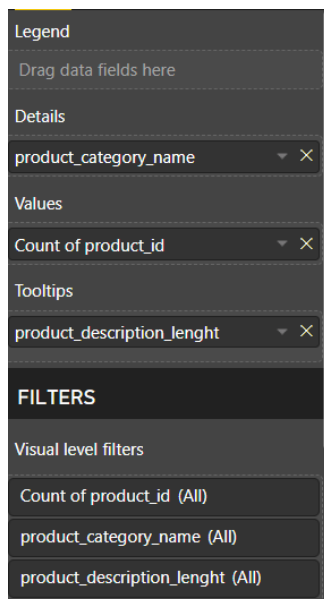 Legend
Drag data fields here
Details
product_category_name
Values
Count of product_id
Tooltips
product_description_lenght
FILTERS
Visual level filters
Count of product_id (All)
product_category_name (All)
product_description_lenght (All)